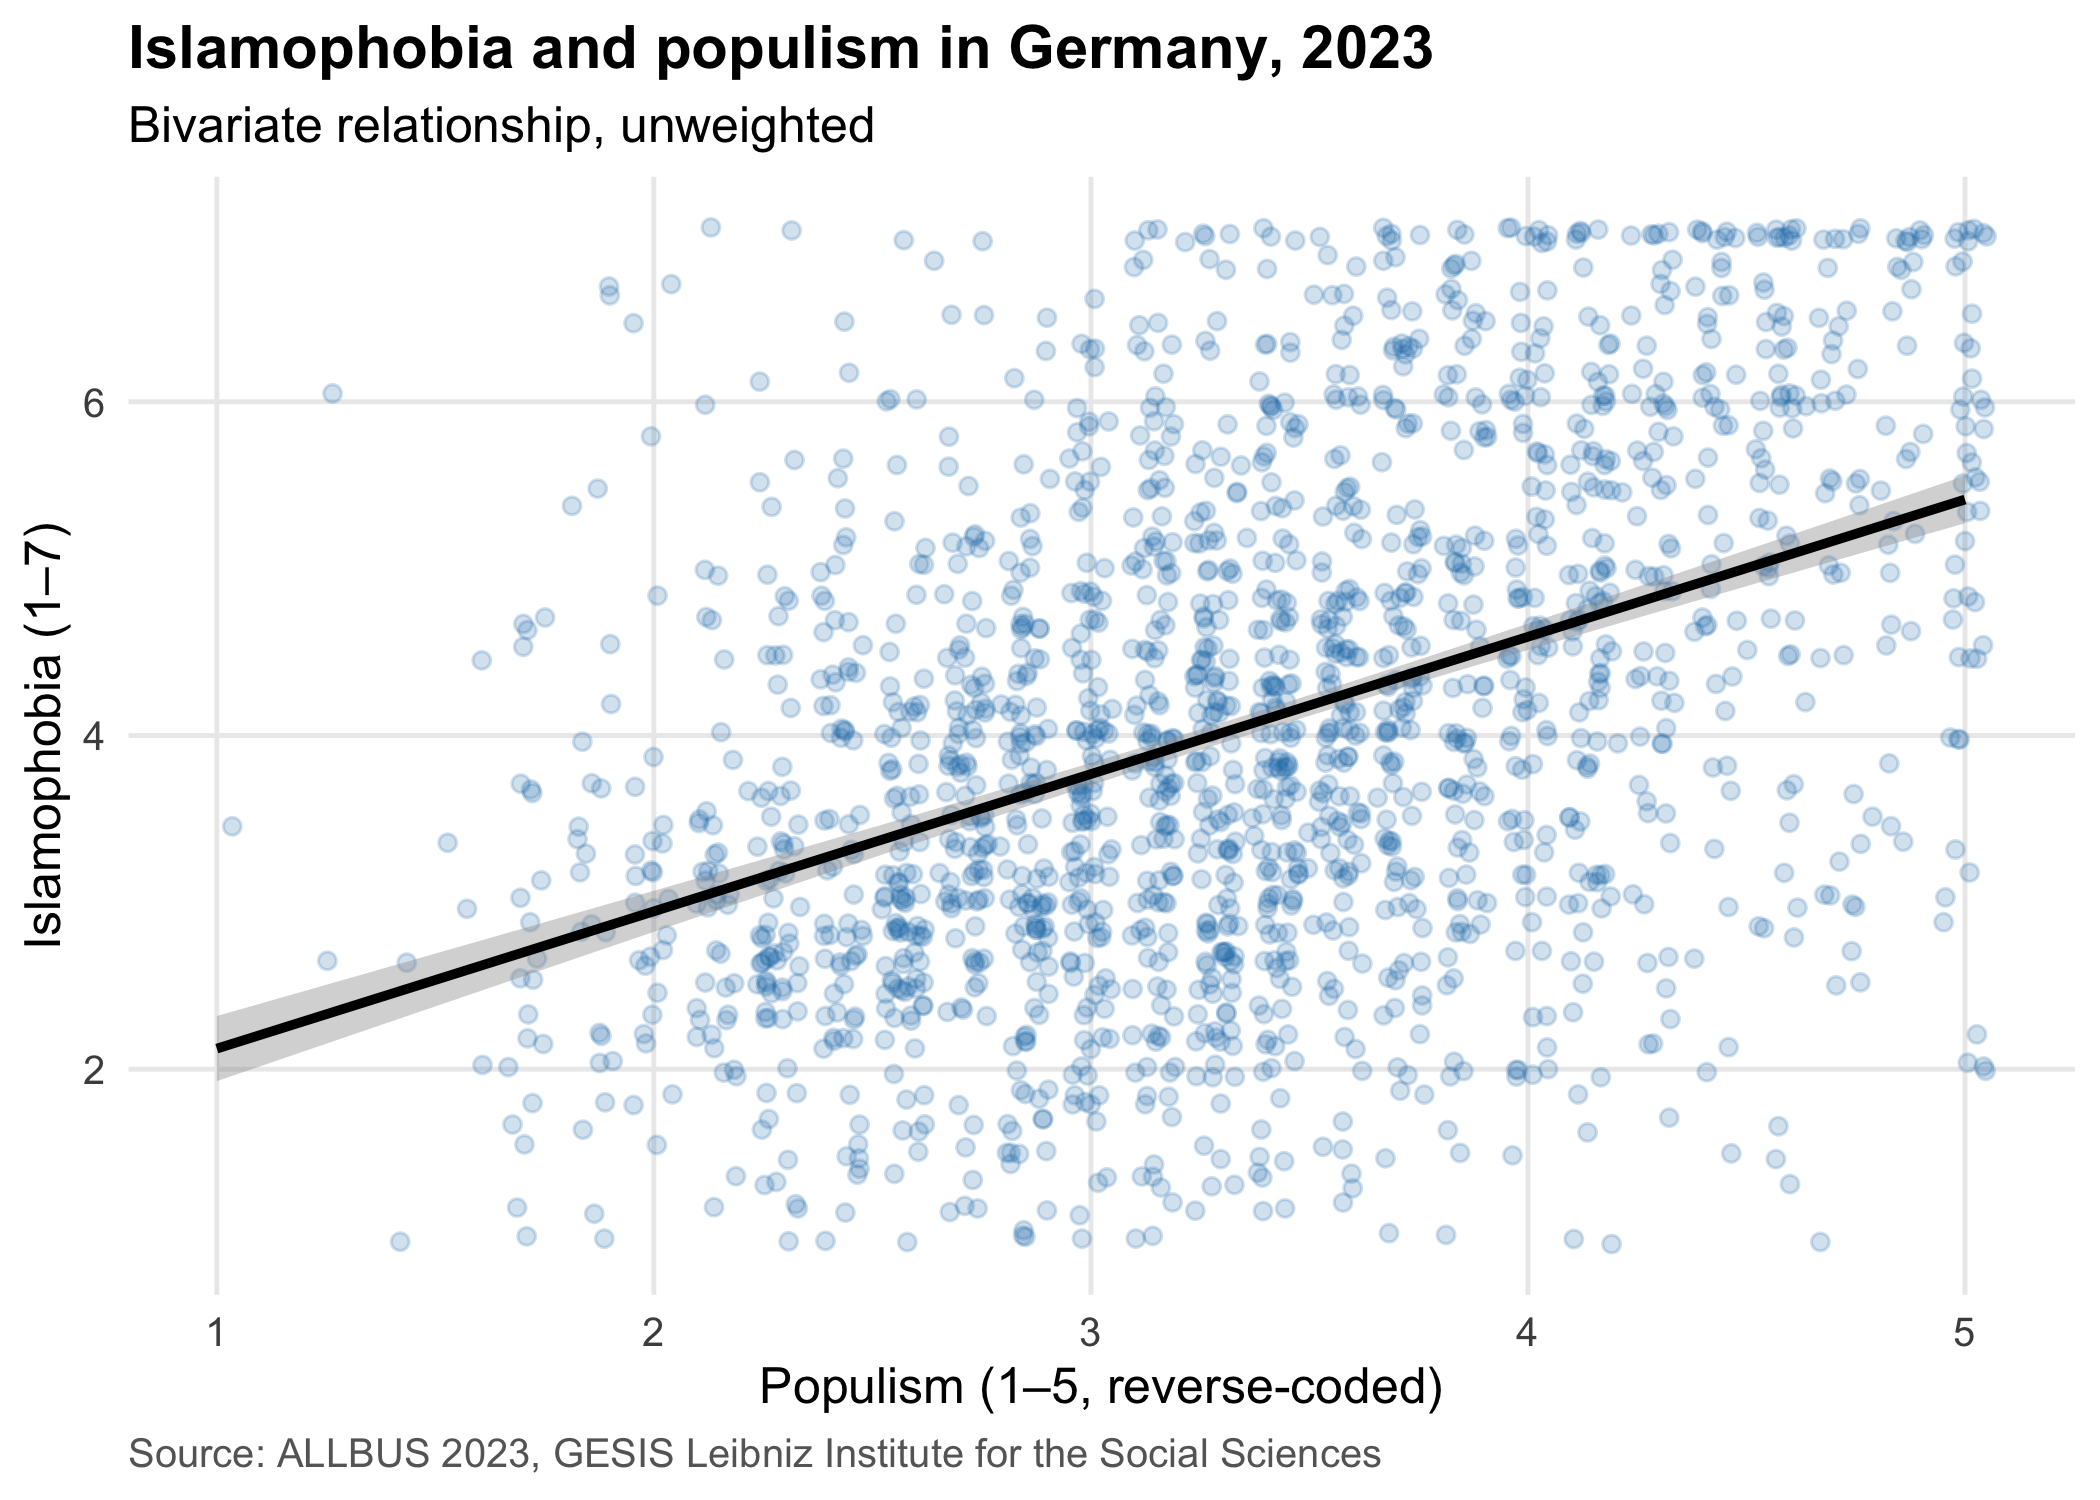 Islamophobia and populism in Germany, 2023
Bivariate relationship, unweighted
Islamophobia (1–7)
6
4
2
1
2
3
4
5
Populism (1–5, reverse-coded)
Source: ALLBUS 2023, GESIS Leibniz Institute for the Social Sciences